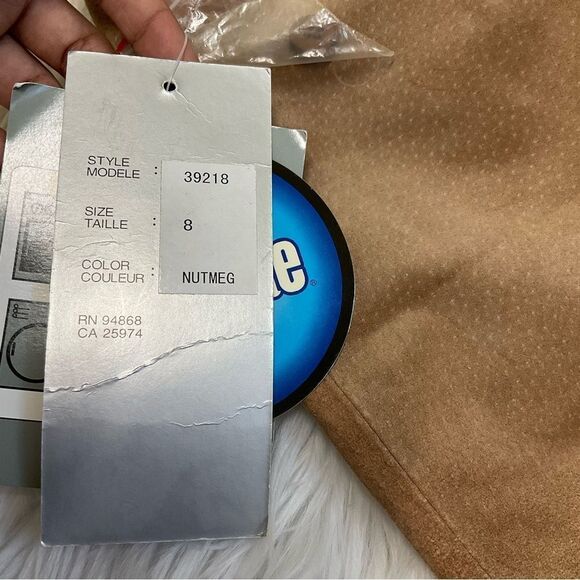 STYLE
MODELE : 39218
SIZE
TAILLE : 8
COLOR
COULEUR : NUTMEG
RN 94868
CA 25974